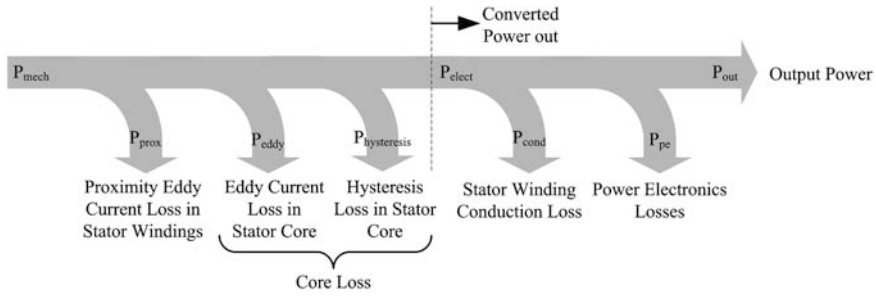 Converted
Power out
P_mech
P_elect
P_out
Output Power
P_prox
P_eddy
P_hysteresis
P_cond
P_pe
Proximity Eddy
Current Loss in
Stator Windings
Eddy Current
Loss in
Stator Core
Hysteresis
Loss in Stator
Core
Stator Winding
Conduction Loss
Power Electronics
Losses
Core Loss